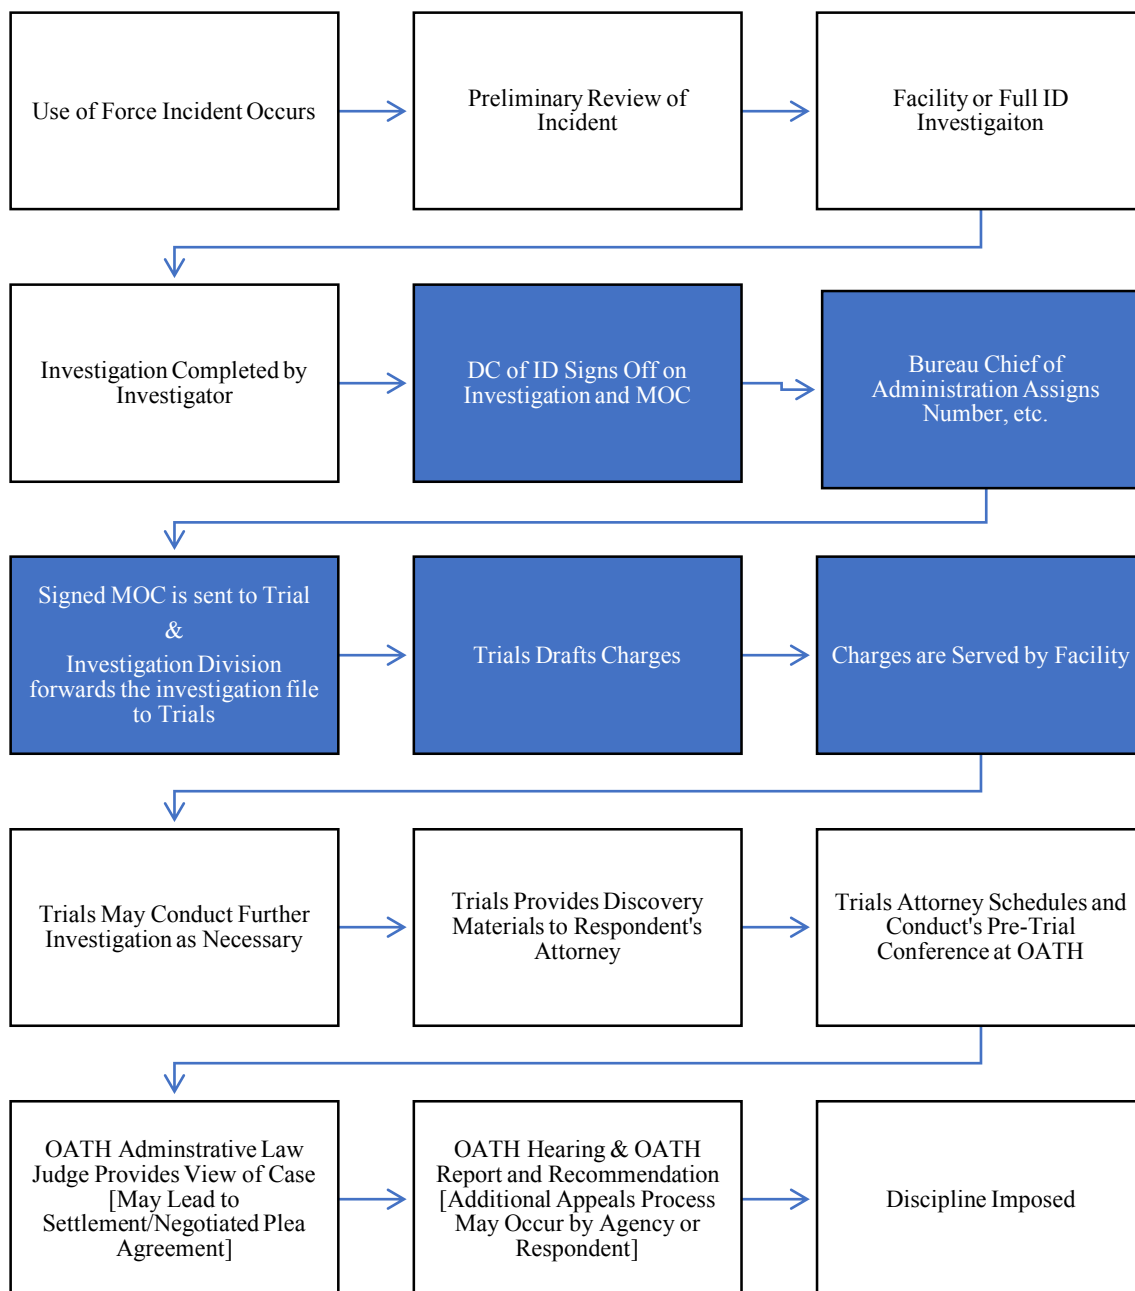 Use of Force Incident Occurs
Preliminary Review of
Incident
Facility or Full ID
Investigaiton
Investigation Completed by
Investigator
DC of ID Signs Off on
Investigation and MOC
Bureau Chief of
Administration Assigns
Number, etc.
Signed MOC is sent to Trial
&
Investigation Division
forwards the investigation file
to Trials
Trials Drafts Charges
Charges are Served by Facility
Trials May Conduct Further
Investigation as Necessary
Trials Provides Discovery
Materials to Respondent's
Attorney
Trials Attorney Schedules and
Conduct's Pre-Trial
Conference at OATH
OATH Adminstrative Law
Judge Provides View of Case
[May Lead to
Settlement/Negotiated Plea
Agreement]
OATH Hearing & OATH
Report and Recommendation
[Additional Appeals Process
May Occur by Agency or
Respondent]
Discipline Imposed